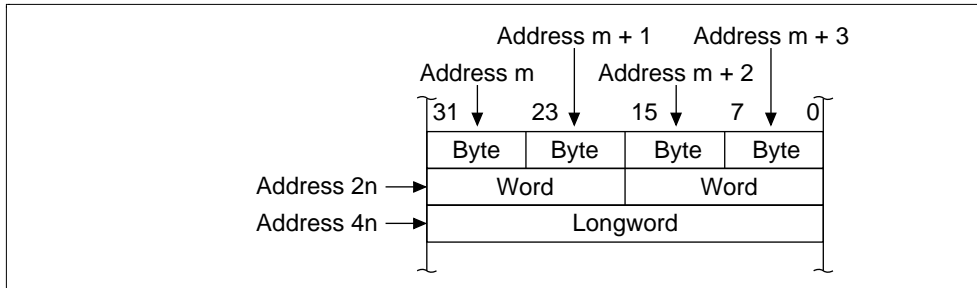 Address m + 1 Address m + 3
Address m Address m + 2
31 23 15 7 0
Byte Byte Byte Byte
Address 2n Word Word
Address 4n Longword